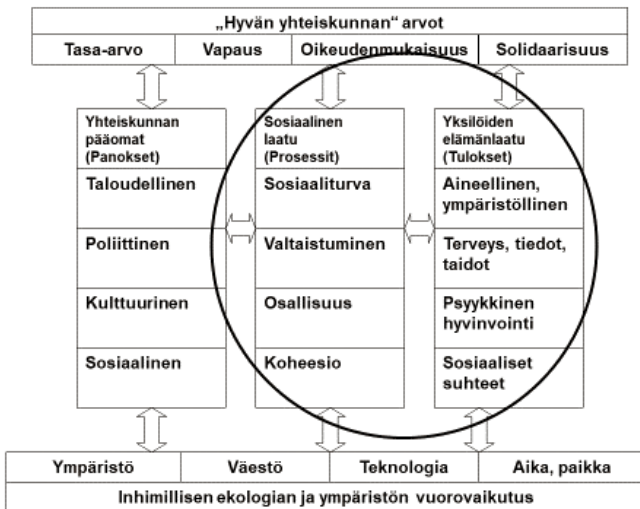 „Hyvän yhteiskunnan“ arvot
Tasa-arvo Vapaus Oikeudenmukaisuus Solidaarisuus
Yhteiskunnan
pääomat
(Panokset)
Taloudellinen
Poliittinen
Kulttuurinen
Sosiaalinen
Sosiaalinen
laatu
(Prosessit)
Sosiaaliturva
Valtaistuminen
Osallisuus
Koheesio
Yksilöiden
elämänlaatu
(Tulokset)
Aineellinen,
ympäristöllinen
Terveys, tiedot,
taidot
Psyykkinen
hyvinvointi
Sosiaaliset
suhteet
Ympäristö Väestö Teknologia Aika, paikka
Inhimillisen ekologian ja ympäristön vuorovaikutus